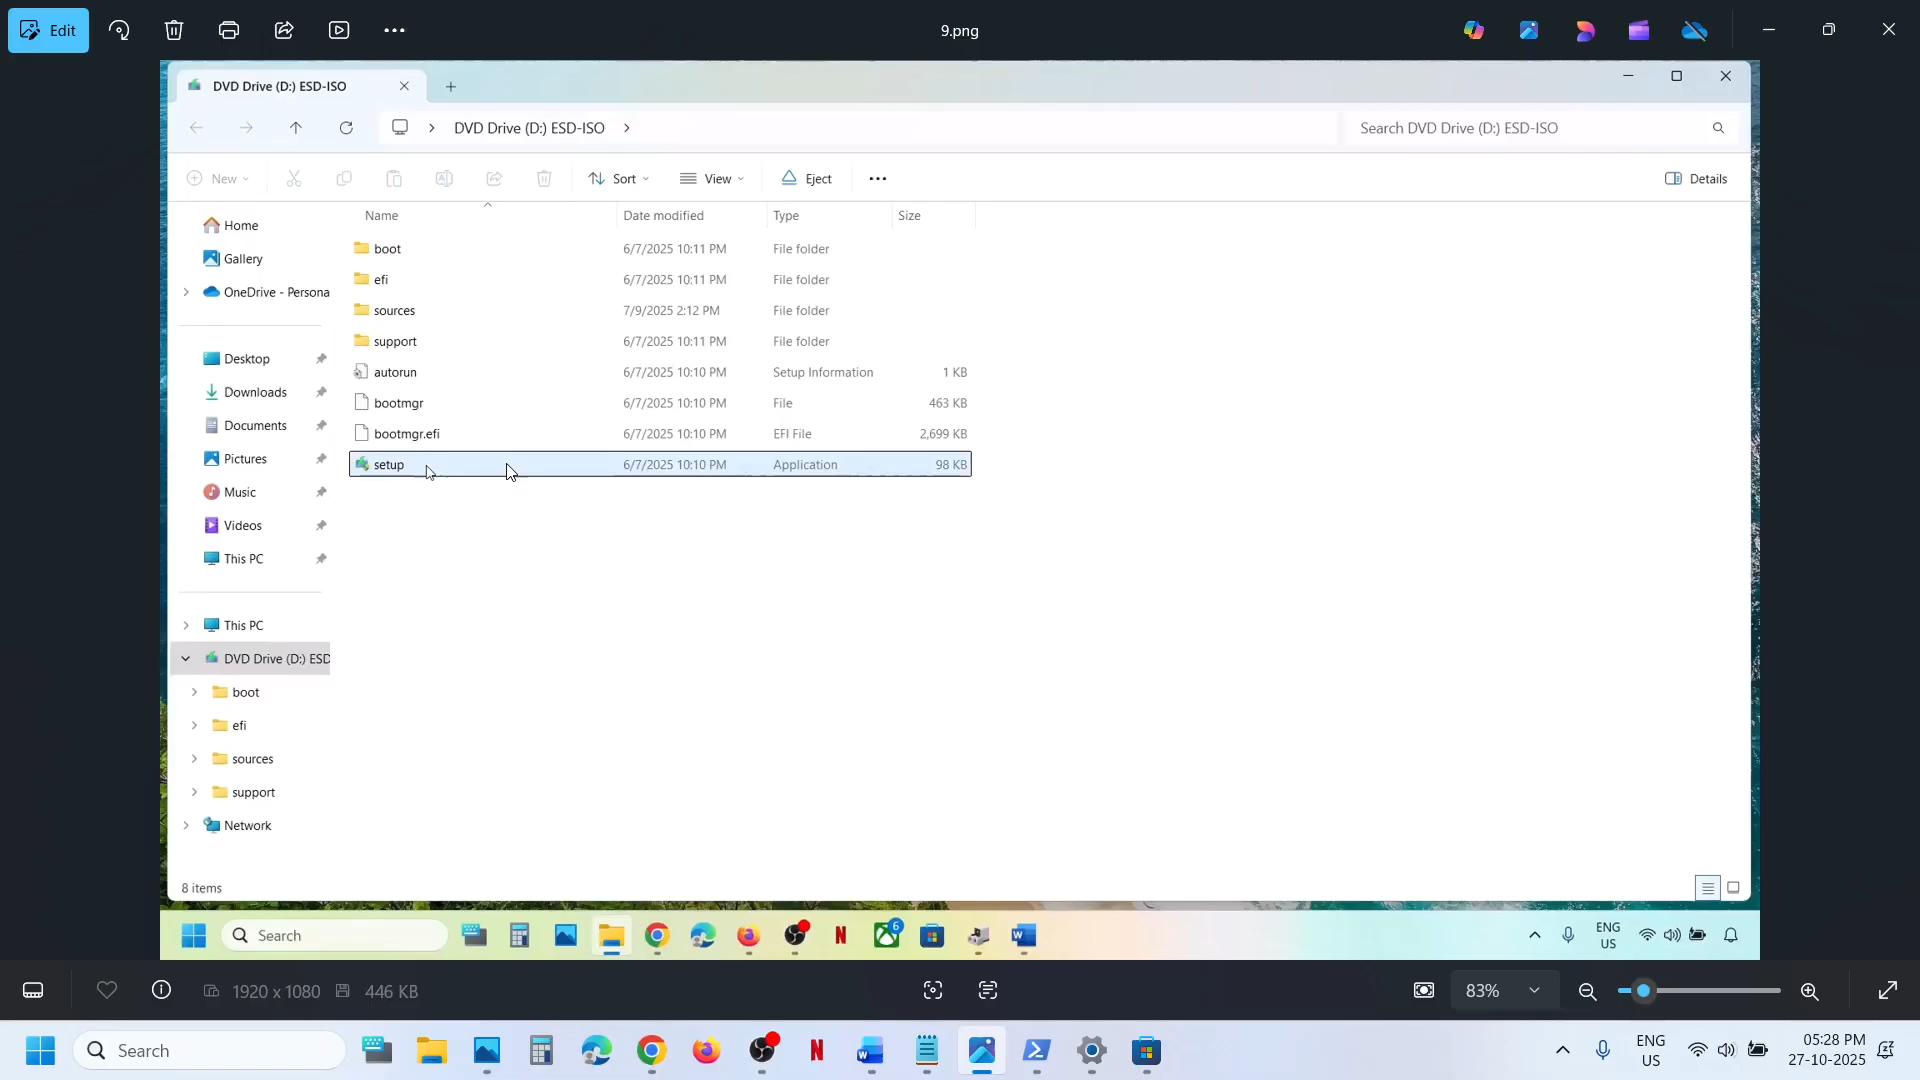 Edit
9.png
DVD Drive (D:) ESD-ISO
DVD Drive (D:) ESD-ISO
Search DVD Drive (D:) ESD-ISO
New
Sort
View
Eject
Details
Name Date modified Type Size
Home
Gallery
OneDrive - Persona
Desktop
Downloads
Documents
Pictures
Music
Videos
This PC
This PC
DVD Drive (D:) ESD
boot
efi
sources
support
Network
boot 6/7/2025 10:11 PM File folder
efi 6/7/2025 10:11 PM File folder
sources 7/9/2025 2:12 PM File folder
support 6/7/2025 10:11 PM File folder
autorun 6/7/2025 10:10 PM Setup Information 1 KB
bootmgr 6/7/2025 10:10 PM File 463 KB
bootmgr.efi 6/7/2025 10:10 PM EFI File 2,699 KB
setup 6/7/2025 10:10 PM Application 98 KB
8 items
Search
6
ENG
US
1920 x 1080
446 KB
83%
Search
ENG
US
05:28 PM
27-10-2025